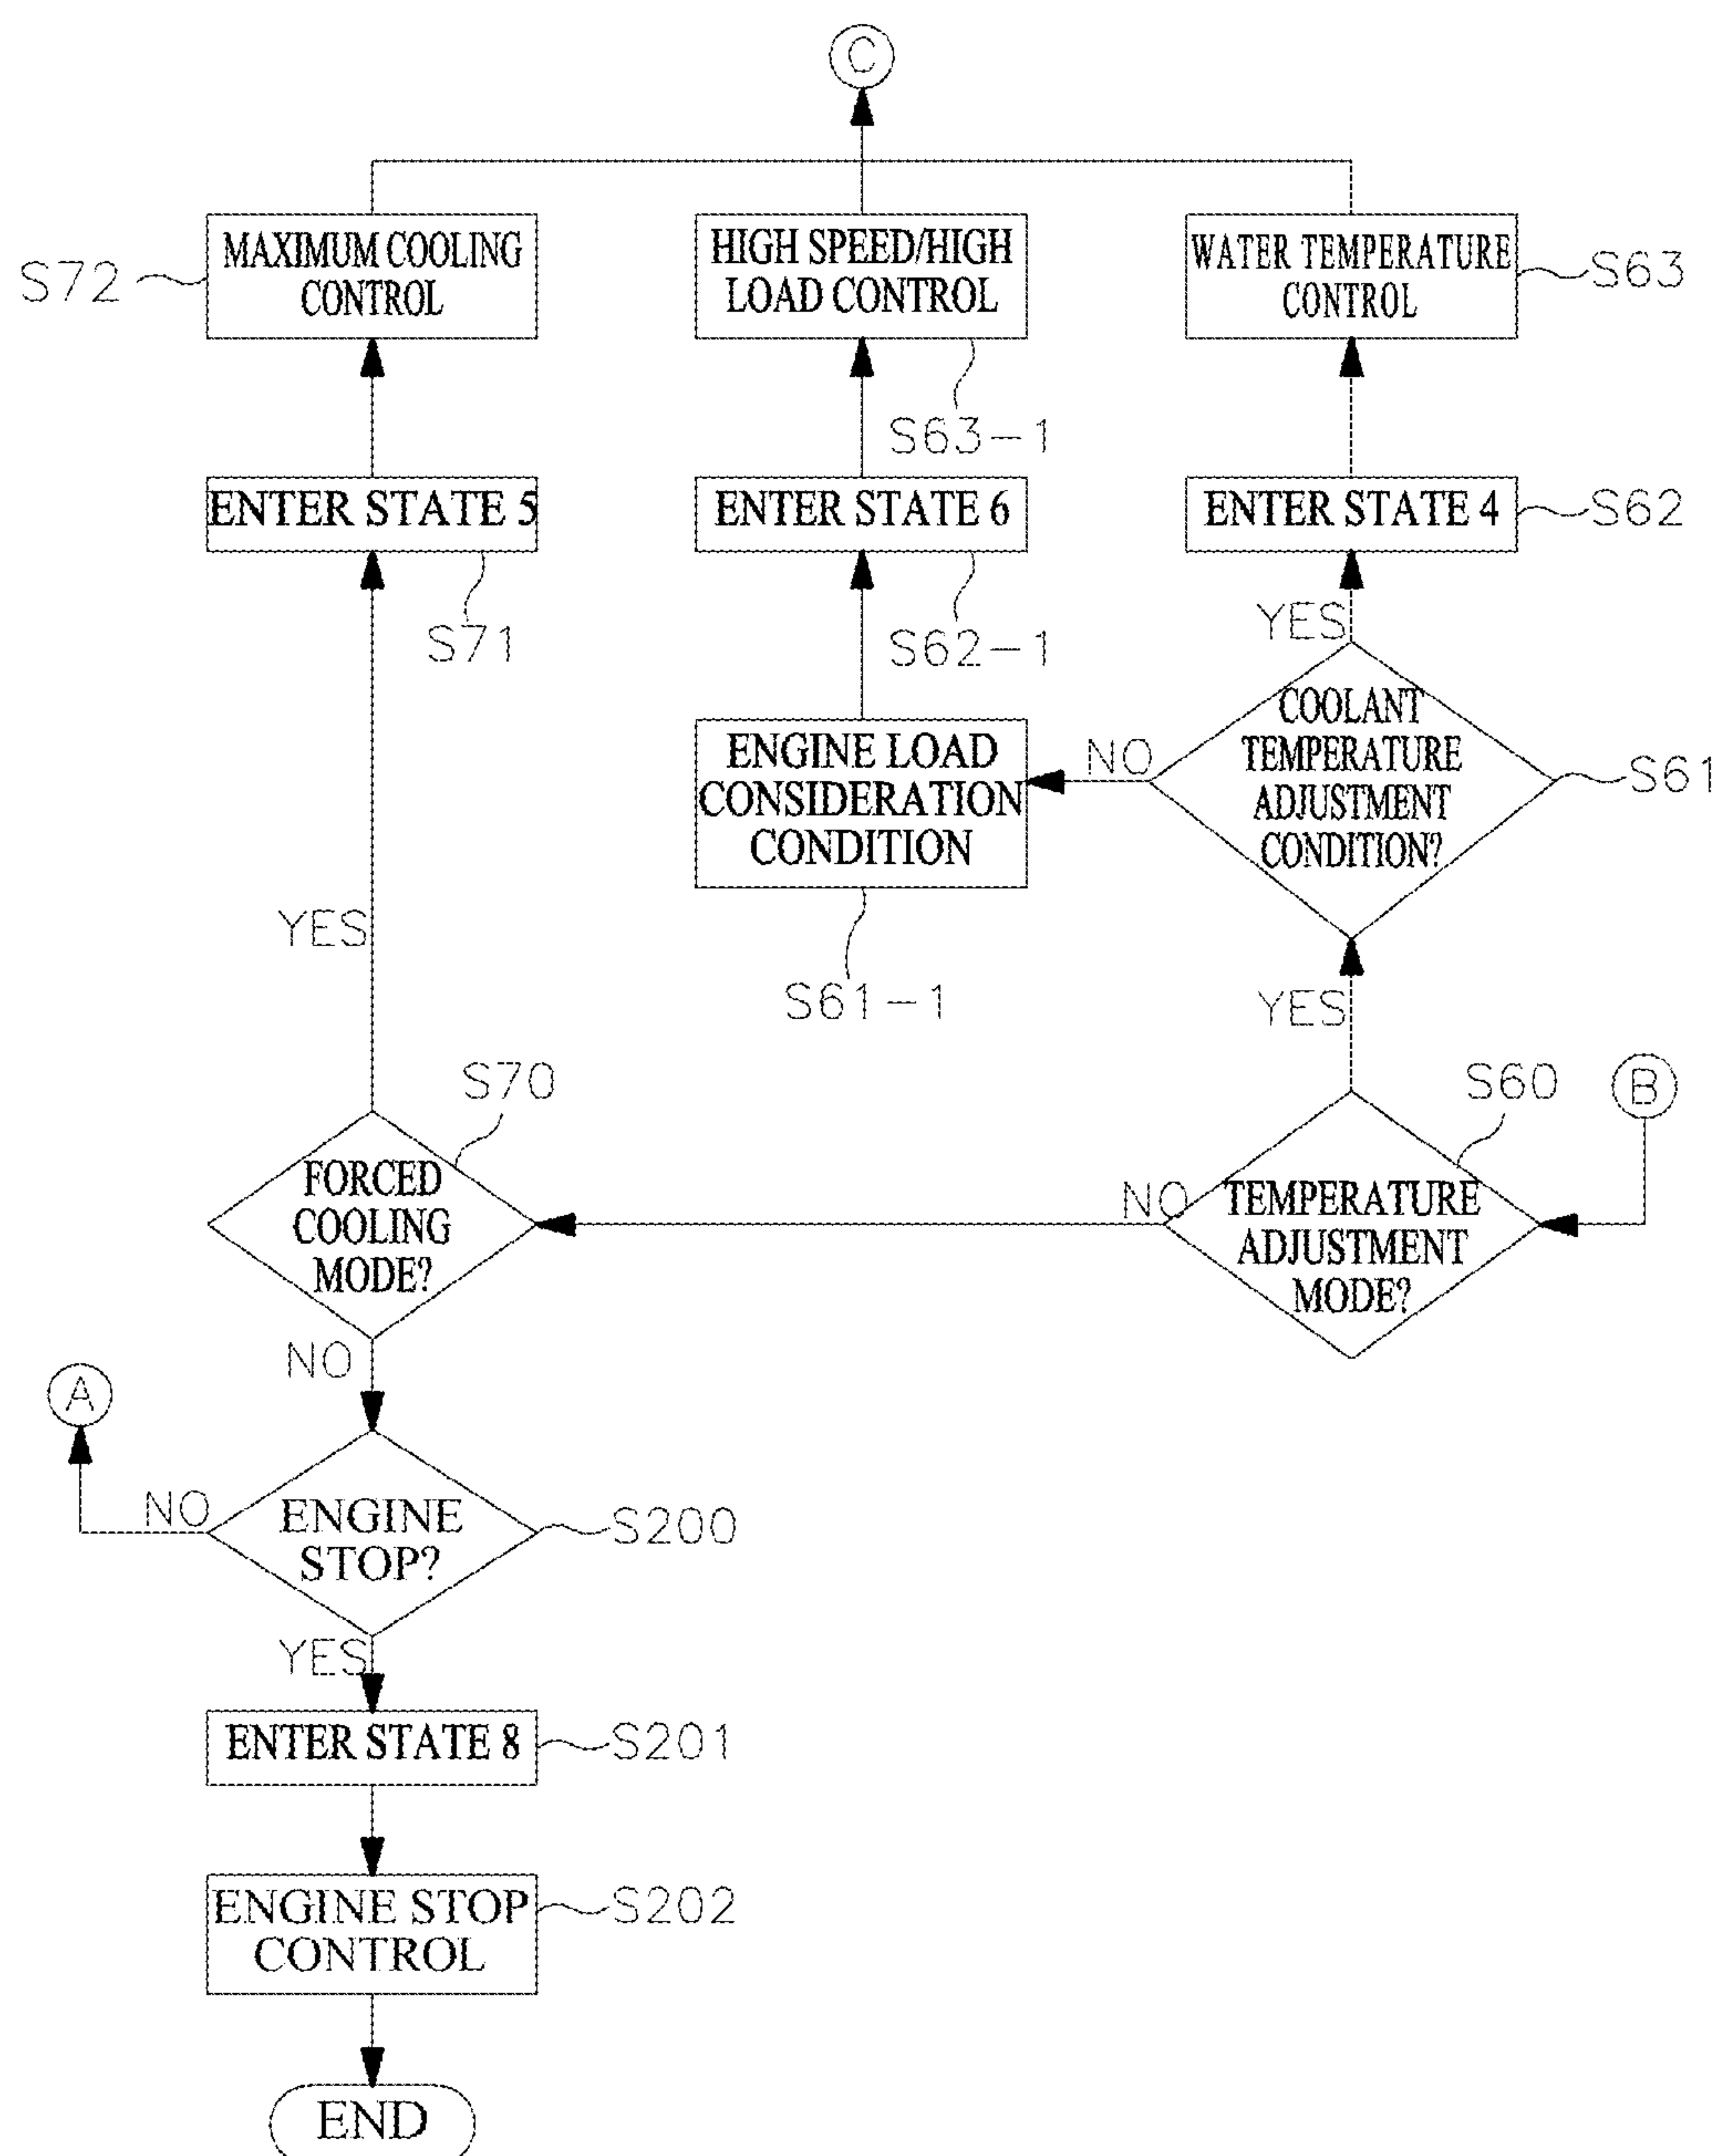 C
MAXIMUM COOLING
CONTROL
S72
HIGH SPEED/HIGH
LOAD CONTROL
S63-1
WATER TEMPERATURE
CONTROL
S63
ENTER STATE 5
S71
ENTER STATE 6
S62-1
ENTER STATE 4
S62
YES
COOLANT
TEMPERATURE
ADJUSTMENT
CONDITION?
S61
NO
ENGINE LOAD
CONSIDERATION
CONDITION
S61-1
YES
YES
S70
FORCED
COOLING
MODE?
NO
S60
TEMPERATURE
ADJUSTMENT
MODE?
B
NO
A
NO
ENGINE
STOP?
S200
YES
ENTER STATE 8
S201
ENGINE STOP
CONTROL
S202
END